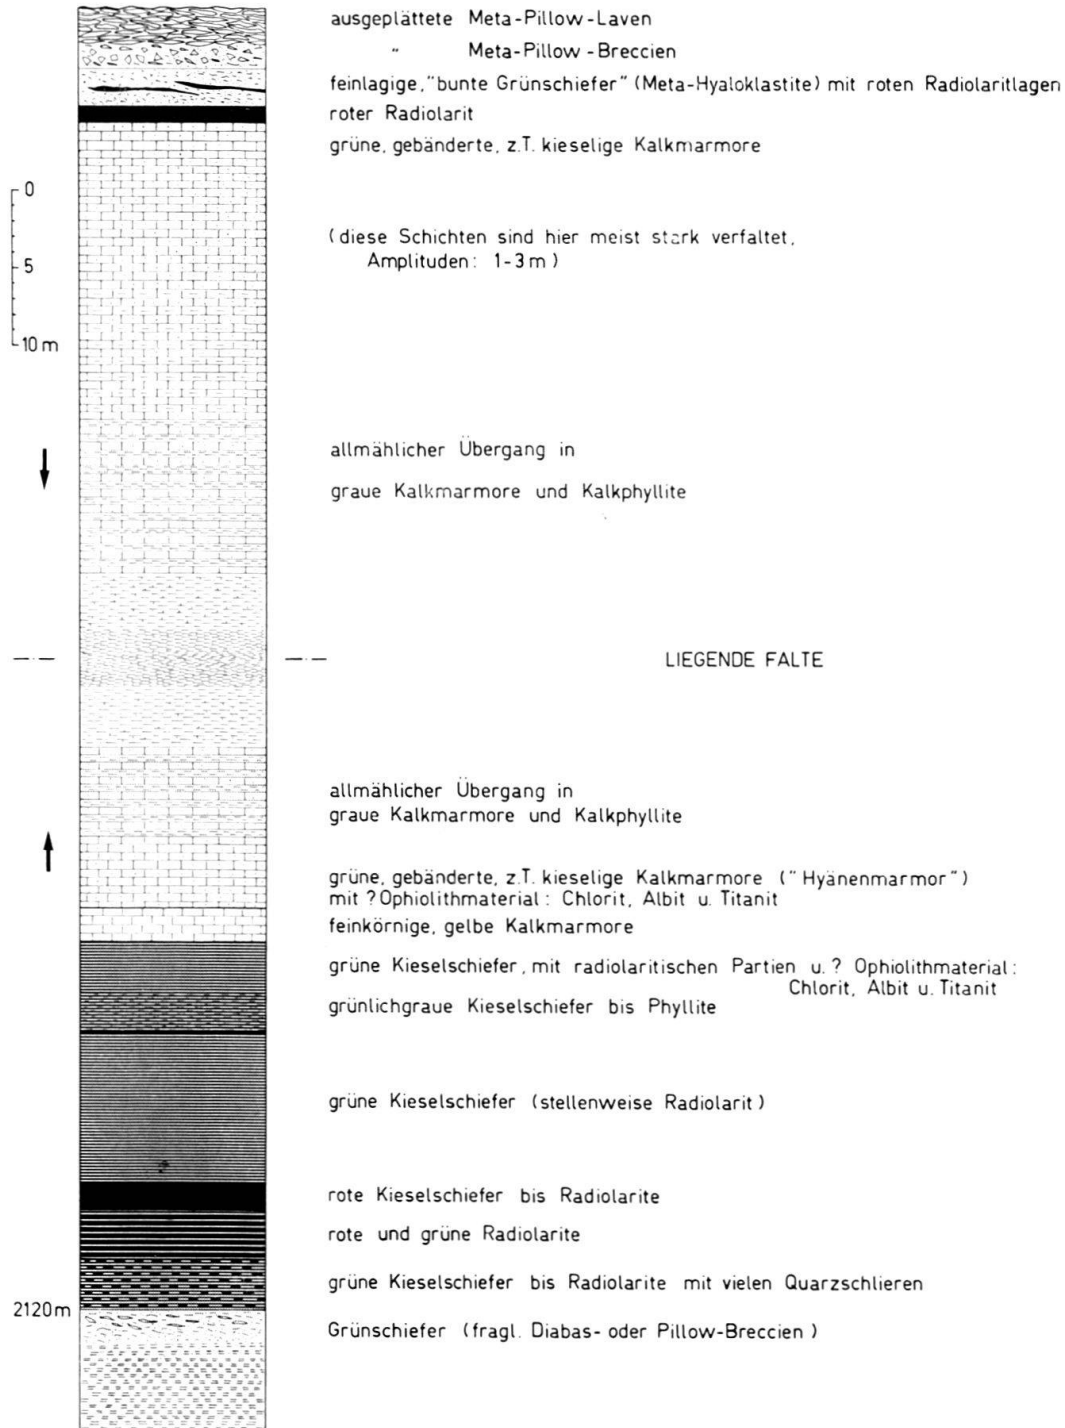 ausgeplättete Meta-Pillow-Laven
" Meta-Pillow-Breccien
feinlagige, "bunte Grünschiefer" (Meta-Hyaloklastite) mit roten Radiolaritlagen
roter Radiolarit
grüne, gebänderte, z.T. kieselige Kalkmarmore
0
(diese Schichten sind hier meist stark verfaltet,
5
Amplituden: 1-3m)
10m
allmählicher Übergang in
graue Kalkmarmore und Kalkphyllite
LIEGENDE FALTE
allmählicher Übergang in
graue Kalkmarmore und Kalkphyllite
grüne, gebänderte, z.T. kieselige Kalkmarmore ("Hyänenmarmor")
mit ?Ophiolithmaterial: Chlorit, Albit u. Titanit
feinkörnige, gelbe Kalkmarmore
grüne Kieselschiefer, mit radiolaritischen Partien u. ? Ophiolithmaterial:
Chlorit, Albit u. Titanit
grünlichgraue Kieselschiefer bis Phyllite
grüne Kieselschiefer (stellenweise Radiolarit)
rote Kieselschiefer bis Radiolarite
rote und grüne Radiolarite
grüne Kieselschiefer bis Radiolarite mit vielen Quarzschlieren
2120m
Grünschiefer (fragl. Diabas- oder Pillow-Breccien)